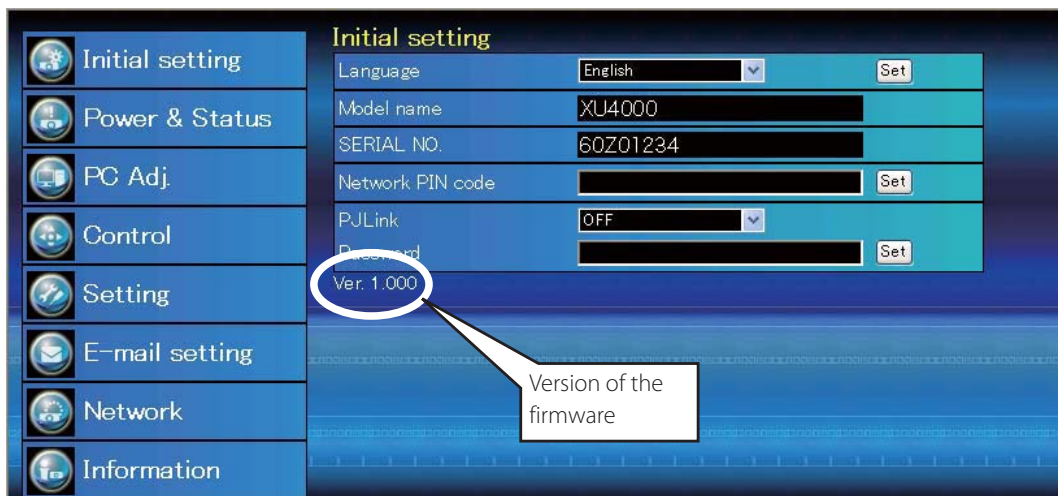 Initial setting
Power & Status
PC Adj.
Control
Setting
E-mail setting
Network
Information
Initial setting
Language English Set
Model name XU4000
SERIAL NO. 60Z01234
Network PIN code Set
PJLink OFF
Password Set
Ver. 1.000
Version of the
firmware